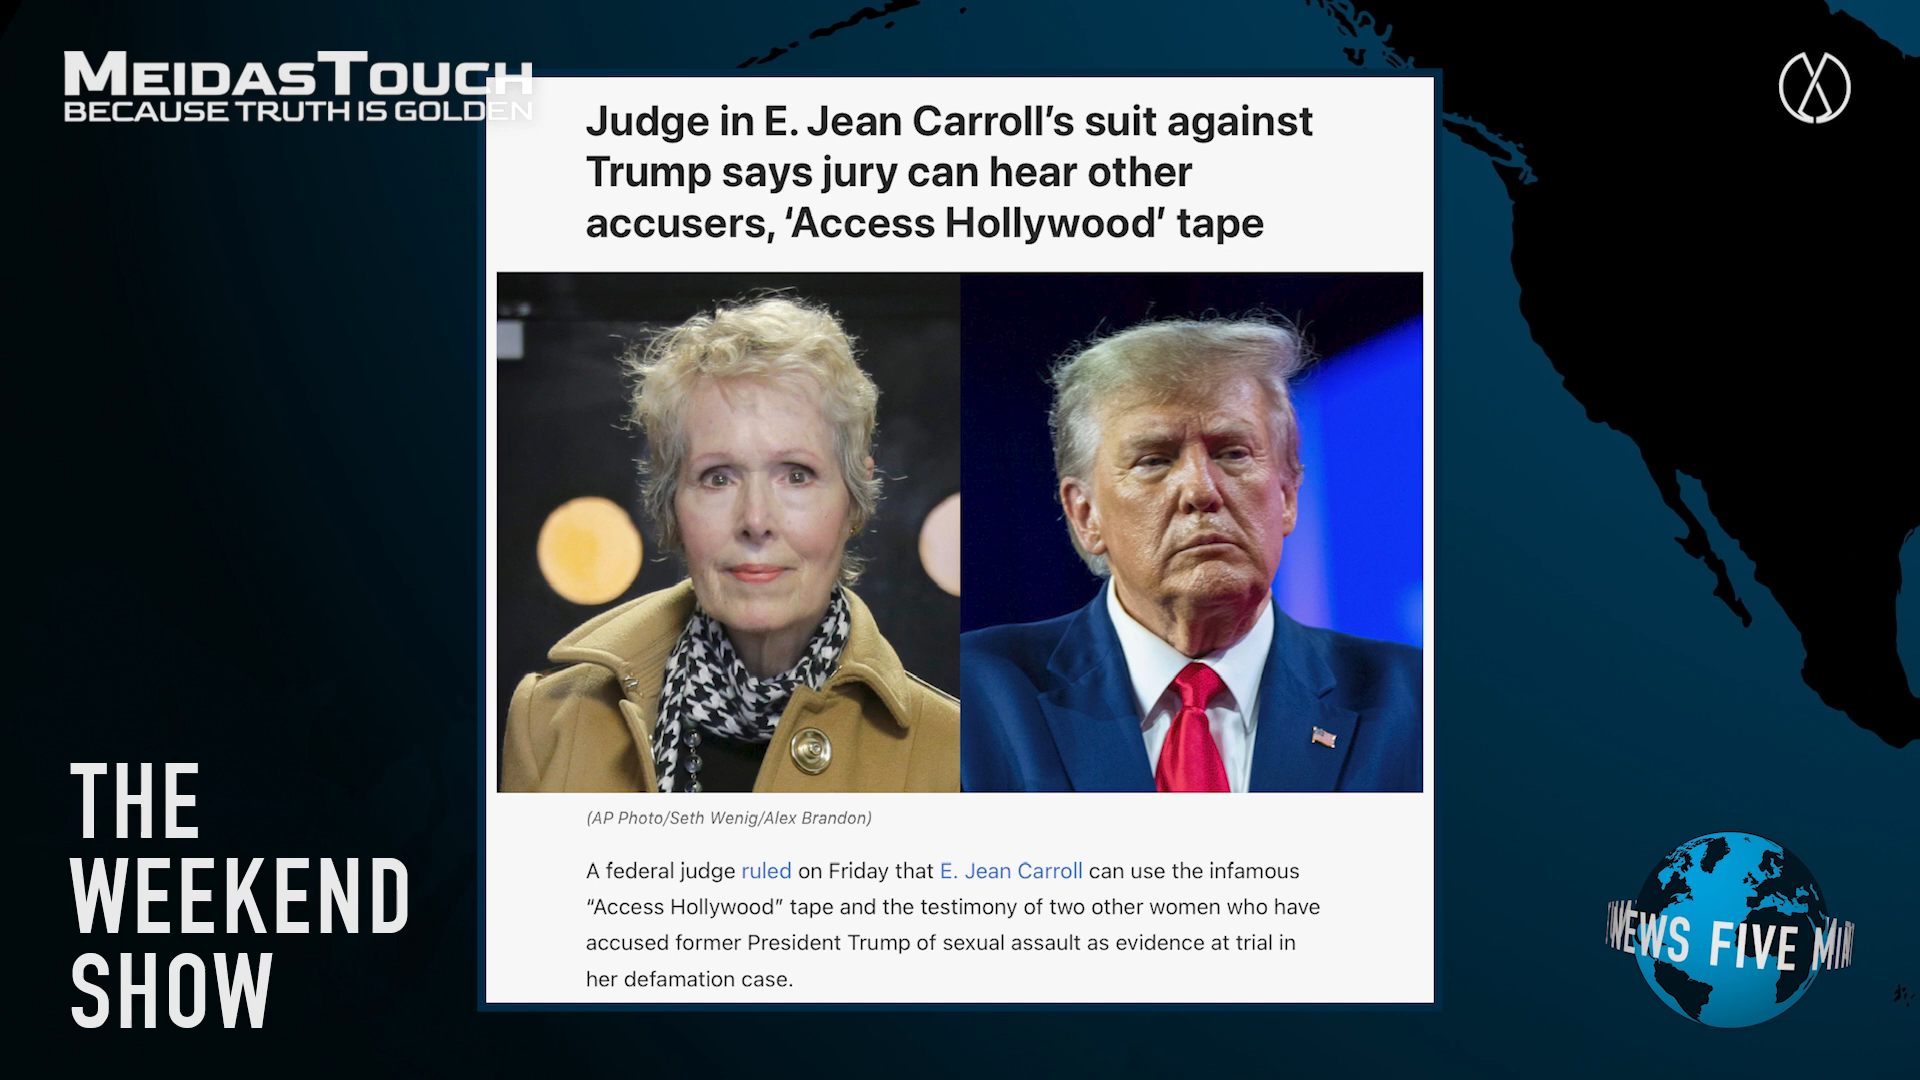 MEIDASTOUCH
BECAUSE TRUTH IS GOLDEN
Judge in E. Jean Carroll’s suit against
Trump says jury can hear other
accusers, ‘Access Hollywood’ tape
(AP Photo/Seth Wenig/Alex Brandon)
A federal judge ruled on Friday that E. Jean Carroll can use the infamous
“Access Hollywood” tape and the testimony of two other women who have
accused former President Trump of sexual assault as evidence at trial in
her defamation case.
THE
WEEKEND
SHOW
NEWS FIVE